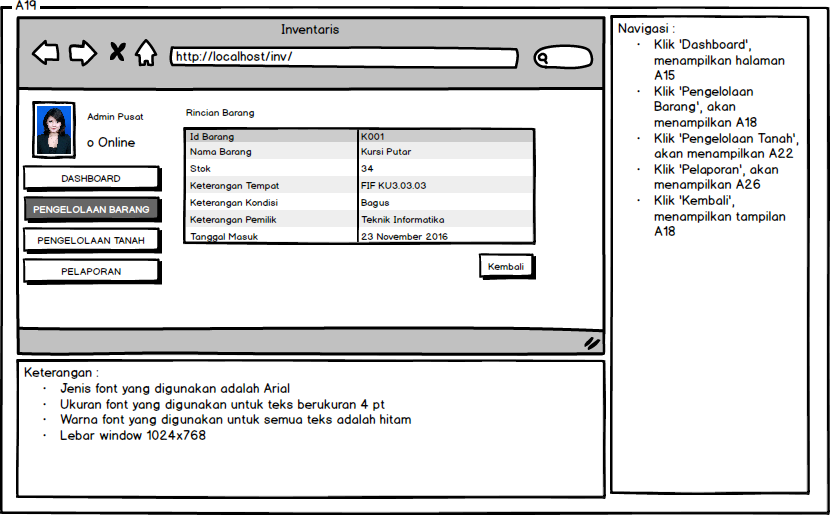 A19
Inventaris
http://localhost/inv/
Admin Pusat
o Online
DASHBOARD
PENGELOLAAN BARANG
PENGELOLAAN TANAH
PELAPORAN
Rincian Barang
Id Barang K001
Nama Barang Kursi Putar
Stok 34
Keterangan Tempat FIF KU3.03.03
Keterangan Kondisi Bagus
Keterangan Pemilik Teknik Informatika
Tanggal Masuk 23 November 2016
Kembali
Navigasi :
· Klik 'Dashboard',
menampilkan halaman
A15
· Klik 'Pengelolaan
Barang', akan
menampilkan A18
· Klik 'Pengelolaan Tanah',
akan menampilkan A22
· Klik 'Pelaporan', akan
menampilkan A26
· Klik 'Kembali',
menampilkan tampilan
A18
Keterangan :
· Jenis font yang digunakan adalah Arial
· Ukuran font yang digunakan untuk teks berukuran 4 pt
· Warna font yang digunakan untuk semua teks adalah hitam
· Lebar window 1024x768